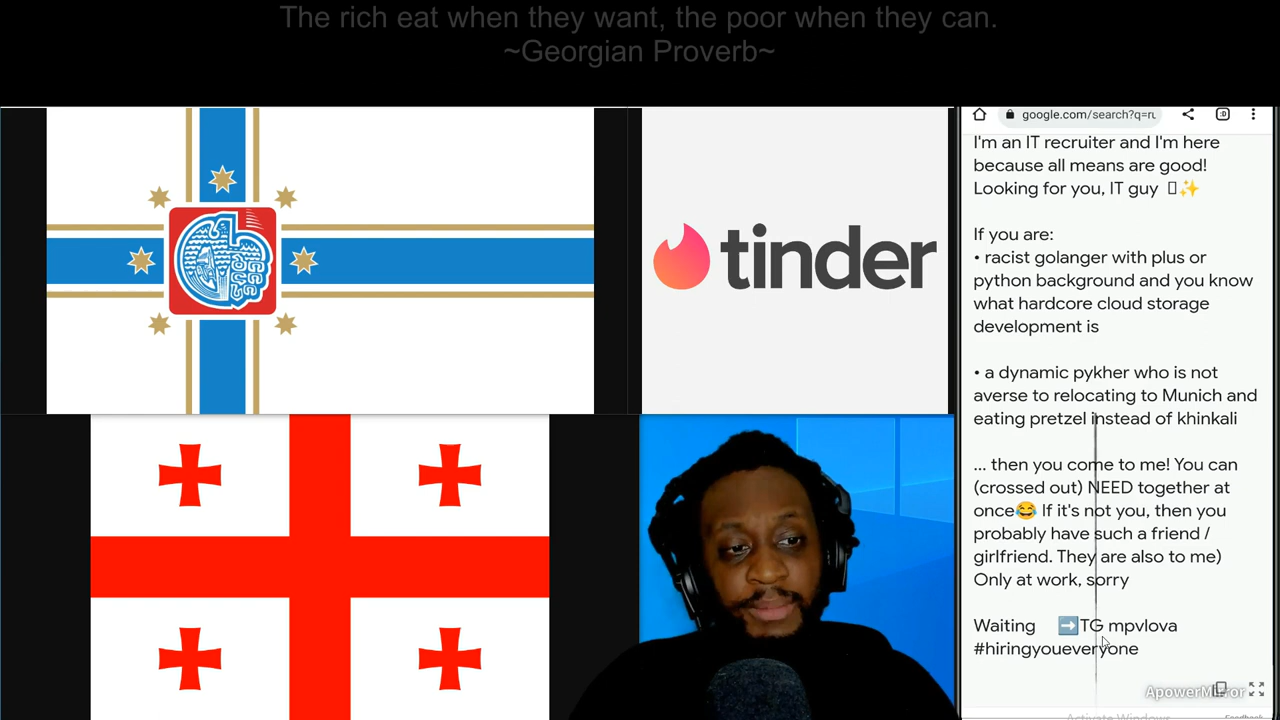 The rich eat when they want, the poor when they can.
~Georgian Proverb~
tinder
google.com/search?q=ru
I'm an IT recruiter and I'm here
because all means are good!
Looking for you, IT guy ✨
If you are:
• racist golanger with plus or
python background and you know
what hardcore cloud storage
development is
• a dynamic pykher who is not
averse to relocating to Munich and
eating pretzel instead of khinkali
... then you come to me! You can
(crossed out) NEED together at
once😂 If it's not you, then you
probably have such a friend /
girlfriend. They are also to me)
Only at work, sorry
Waiting ➡️TG mpvlova
#hiringyoueveryone
ApowerMirror
Activate Windows
Feedback